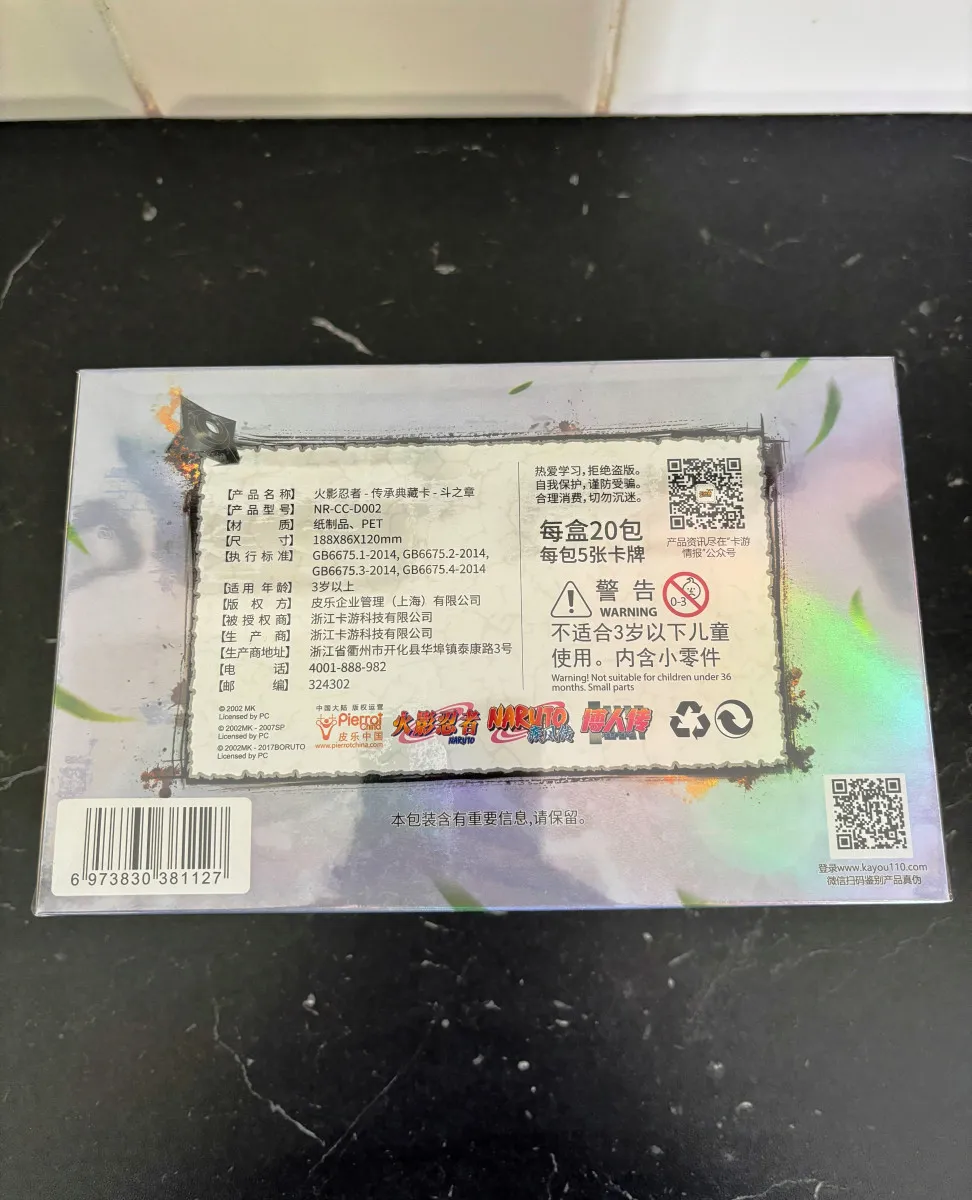 【产品名称】 火影忍者 - 传承典藏卡 - 斗之章
【产品型号】 NR-CC-D002
【材 质】 纸制品、PET
【尺 寸】 188X86X120mm
【执行标准】 GB6675.1-2014, GB6675.2-2014,
GB6675.3-2014, GB6675.4-2014
【适用 年龄】 3岁以上
【版 权 方】 皮乐企业管理（上海）有限公司
【被授权商】 浙江卡游科技有限公司
【生 产 商】 浙江卡游科技有限公司
【生产商地址】 浙江省衢州市开化县华埠镇泰康路3号
【电 话】 4001-888-982
【邮 编】 324302
热爱学习,拒绝盗版。
自我保护,谨防受骗。
合理消费,切勿沉迷。
每盒20包
每包5张卡牌
产品资讯尽在“卡游
情报”公众号
警 告
WARNING
0-3
不适合3岁以下儿童
使用。内含小零件
Warning! Not suitable for children under 36
months. Small parts
© 2002 MK
Licensed by PC
© 2002MK - 2007SP
Licensed by PC
© 2002MK - 2017BORUTO
Licensed by PC
中国大陆 版权运营
Pierrot
China
皮乐中国
www.pierrotchina.com
火影忍者
NARUTO
NARUTO
疾风传
博人传
本包装含有重要信息,请保留。
6 973830 381127
登录www.kayou110.com
微信扫码鉴别产品真伪